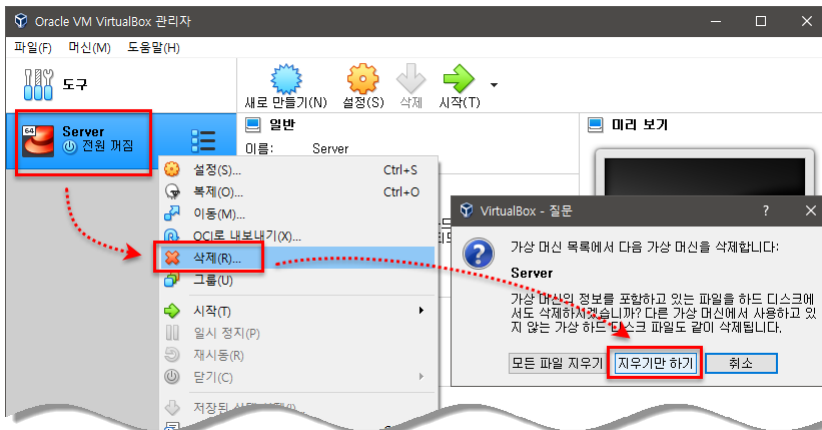 Oracle VM VirtualBox 관리자
파일(F) 머신(M) 도움말(H)
도구
새로 만들기(N) 설정(S) 삭제 시작(T)
64
Server
전원 꺼짐
일반
이름: Server
미리 보기
설정(S)... Ctrl+S
복제(O)... Ctrl+O
이동(M)...
OCI로 내보내기(X)...
삭제(R)...
그룹(U)
시작(T)
일시 정지(P)
재시동(R)
닫기(C)
저장된
VirtualBox - 질문
가상 머신 목록에서 다음 가상 머신을 삭제합니다:
Server
가상 머신의 정보를 포함하고 있는 파일을 하드 디스크에
서도 삭제하시겠습니까? 다른 가상 머신에서 사용하고 있
지 않는 가상 하드 디스크 파일도 같이 삭제됩니다.
모든 파일 지우기 지우기만 하기 취소